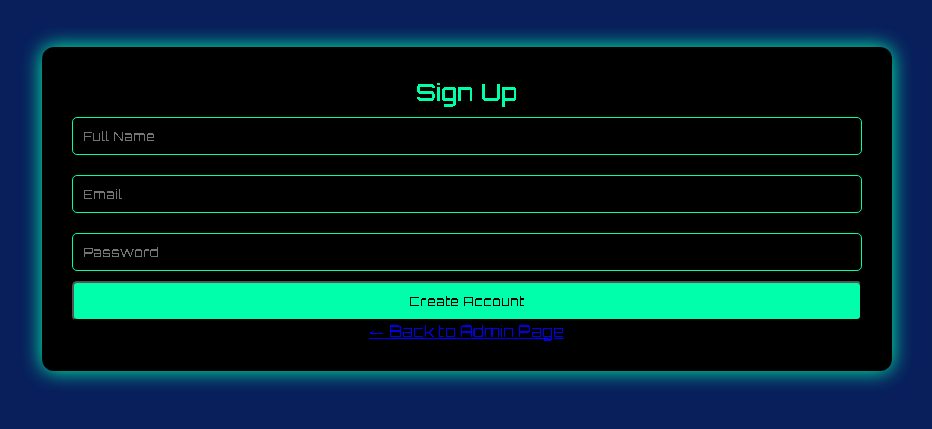 Sign Up
Full Name
Email
Password
Create Account
← Back to Admin Page